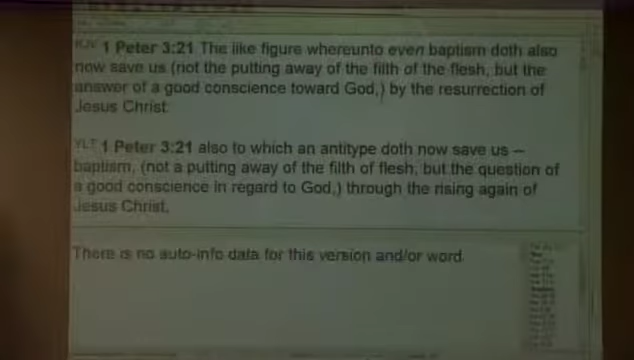 KJV 1 Peter 3:21 The like figure whereunto even baptism doth also
now save us (not the putting away of the filth of the flesh, but the
answer of a good conscience toward God,) by the resurrection of
Jesus Christ:
YLT 1 Peter 3:21 also to which an antitype doth now save us --
baptism, (not a putting away of the filth of flesh, but the question of
a good conscience in regard to God,) through the rising again of
Jesus Christ,
There is no auto-info data for this version and/or word.